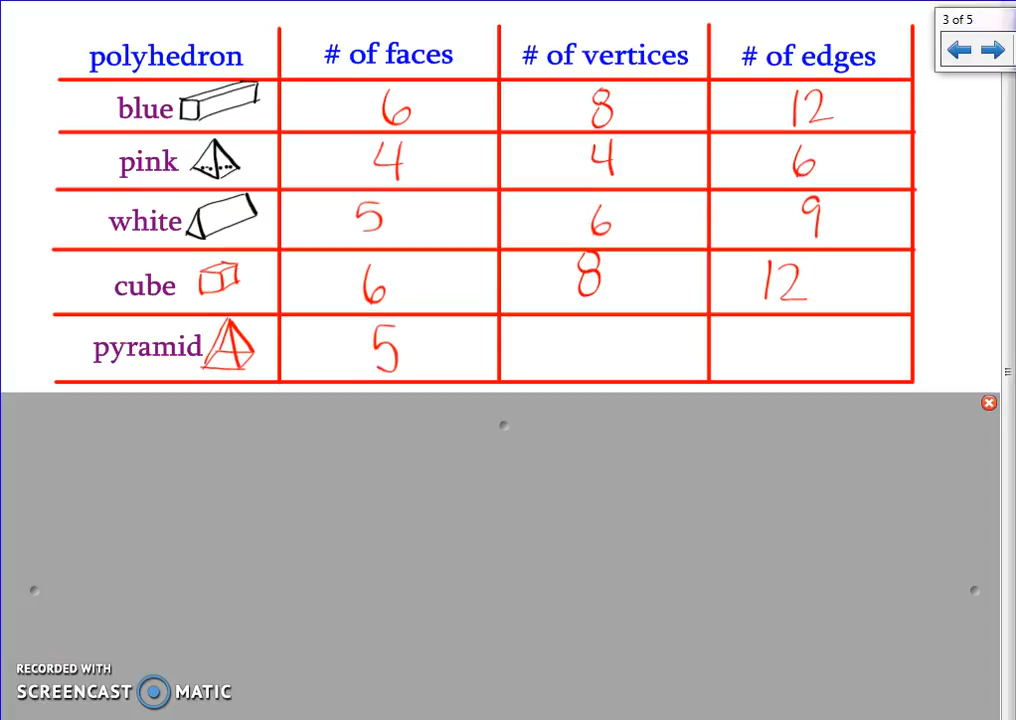 3 of 5
polyhedron # of faces # of vertices # of edges
blue 6 8 12
pink 4 4 6
white 5 6 9
cube 6 8 12
pyramid 5
RECORDED WITH
SCREENCAST MATIC